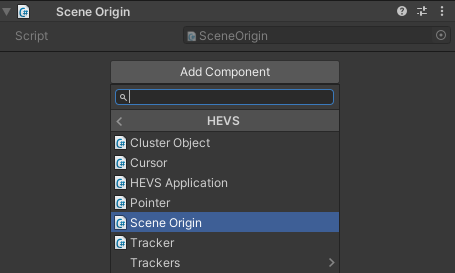 Scene Origin
Script SceneOrigin
Add Component
HEVS
Cluster Object
Cursor
HEVS Application
Pointer
Scene Origin
Tracker
Trackers